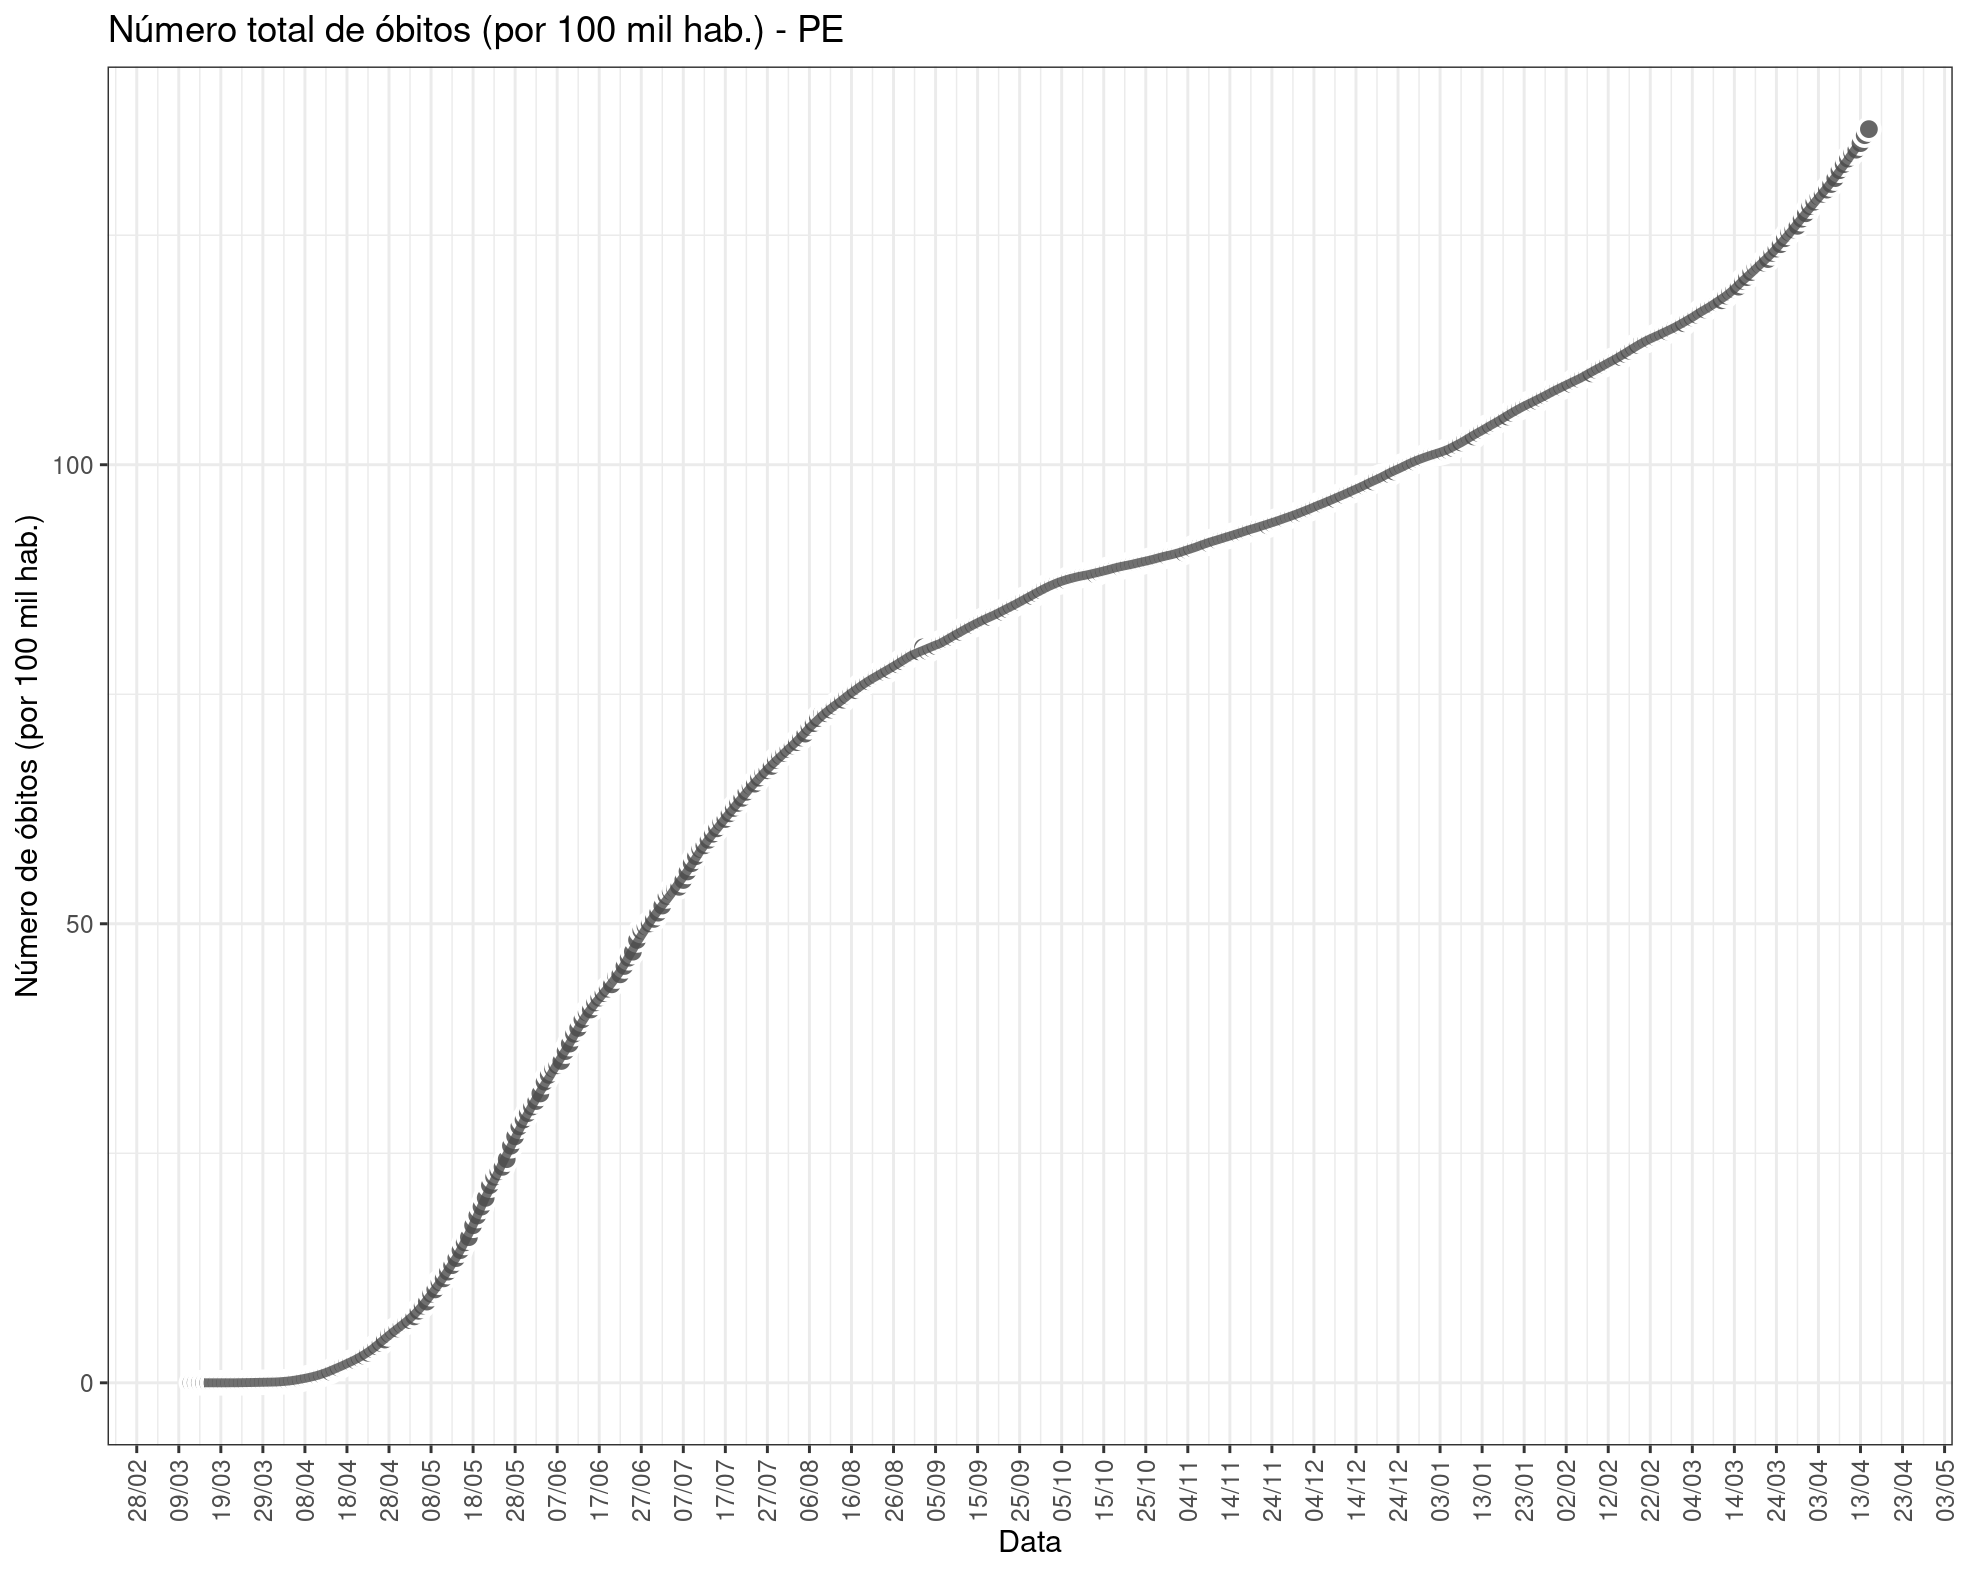 Número total de óbitos (por 100 mil hab.) - PE
Número de óbitos (por 100 mil hab.)
100
50
0
28/02 09/03 19/03 29/03 08/04 18/04 28/04 08/05 18/05 28/05 07/06 17/06 27/06 07/07 17/07 27/07 06/08 16/08 26/08 05/09 15/09 25/09 05/10 15/10 25/10 04/11 14/11 24/11 04/12 14/12 24/12 03/01 13/01 23/01 02/02 12/02 22/02 04/03 14/03 24/03 03/04 13/04 23/04 03/05
Data